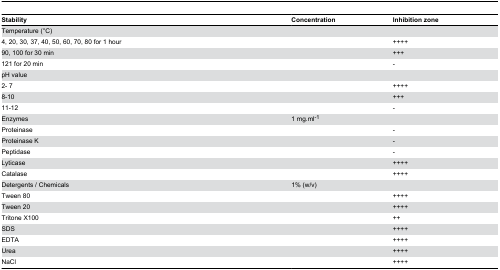 Stability Concentration Inhibition zone
Temperature (°C)
4, 20, 30, 37, 40, 50, 60, 70, 80 for 1 hour ++++
90, 100 for 30 min +++
121 for 20 min -
pH value
2- 7 ++++
8-10 +++
11-12 -
Enzymes 1 mg.ml⁻¹
Proteinase -
Proteinase K -
Peptidase -
Lyticase ++++
Catalase ++++
Detergents / Chemicals 1% (w/v)
Tween 80 ++++
Tween 20 ++++
Tritone X100 ++
SDS ++++
EDTA ++++
Urea ++++
NaCl ++++